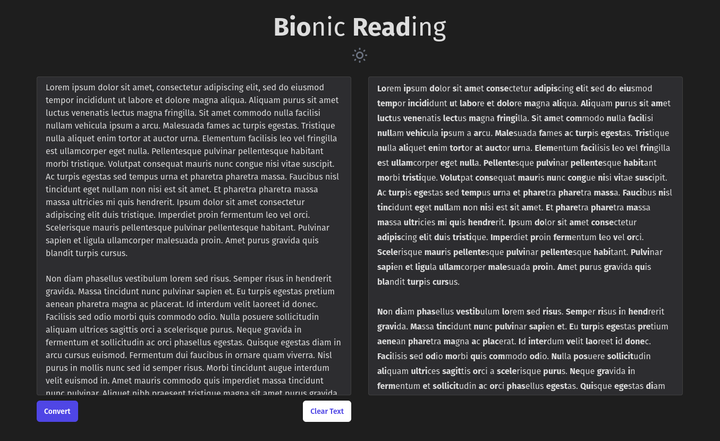 Bionic Reading
Lorem ipsum dolor sit amet, consectetur adipiscing elit, sed do eiusmod
tempor incididunt ut labore et dolore magna aliqua. Aliquam purus sit amet
luctus venenatis lectus magna fringilla. Sit amet commodo nulla facilisi
nullam vehicula ipsum a arcu. Malesuada fames ac turpis egestas. Tristique
nulla aliquet enim tortor at auctor urna. Elementum facilisis leo vel fringilla
est ullamcorper eget nulla. Pellentesque pulvinar pellentesque habitant
morbi tristique. Volutpat consequat mauris nunc congue nisi vitae suscipit.
Ac turpis egestas sed tempus urna et pharetra pharetra massa. Faucibus nisl
tincidunt eget nullam non nisi est sit amet. Et pharetra pharetra massa
massa ultricies mi quis hendrerit. Ipsum dolor sit amet consectetur
adipiscing elit duis tristique. Imperdiet proin fermentum leo vel orci.
Scelerisque mauris pellentesque pulvinar pellentesque habitant. Pulvinar
sapien et ligula ullamcorper malesuada proin. Amet purus gravida quis
blandit turpis cursus.
Non diam phasellus vestibulum lorem sed risus. Semper risus in hendrerit
gravida. Massa tincidunt nunc pulvinar sapien et. Eu turpis egestas pretium
aenean pharetra magna ac placerat. Id interdum velit laoreet id donec.
Facilisis sed odio morbi quis commodo odio. Nulla posuere sollicitudin
aliquam ultrices sagittis orci a scelerisque purus. Neque gravida in
fermentum et sollicitudin ac orci phasellus egestas. Quisque egestas diam in
arcu cursus euismod. Fermentum dui faucibus in ornare quam viverra. Nisl
purus in mollis nunc sed id semper risus. Morbi tincidunt augue interdum
velit euismod in. Amet mauris commodo quis imperdiet massa tincidunt
nunc pulvinar. Aliquet nibh praesent tristique magna sit amet purus gravida
Convert
Clear Text
Lorem ipsum dolor sit amet consectetur adipiscing elit sed do eiusmod
tempor incididunt ut labore et dolore magna aliqua. Aliquam purus sit amet
luctus venenatis lectus magna fringilla. Sit amet commodo nulla facilisi
nullam vehicula ipsum a arcu. Malesuada fames ac turpis egestas. Tristique
nulla aliquet enim tortor at auctor urna. Elementum facilisis leo vel fringilla
est ullamcorper eget nulla. Pellentesque pulvinar pellentesque habitant
morbi tristique. Volutpat consequat mauris nunc congue nisi vitae suscipit.
Ac turpis egestas sed tempus urna et pharetra pharetra massa. Faucibus nisl
tincidunt eget nullam non nisi est sit amet. Et pharetra pharetra massa
massa ultricies mi quis hendrerit. Ipsum dolor sit amet consectetur
adipiscing elit duis tristique. Imperdiet proin fermentum leo vel orci.
Scelerisque mauris pellentesque pulvinar pellentesque habitant. Pulvinar
sapien et ligula ullamcorper malesuada proin. Amet purus gravida quis
blandit turpis cursus.
Non diam phasellus vestibulum lorem sed risus. Semper risus in hendrerit
gravida. Massa tincidunt nunc pulvinar sapien et. Eu turpis egestas pretium
aenean pharetra magna ac placerat. Id interdum velit laoreet id donec.
Facilisis sed odio morbi quis commodo odio. Nulla posuere sollicitudin
aliquam ultrices sagittis orci a scelerisque purus. Neque gravida in
fermentum et sollicitudin ac orci phasellus egestas. Quisque egestas diam